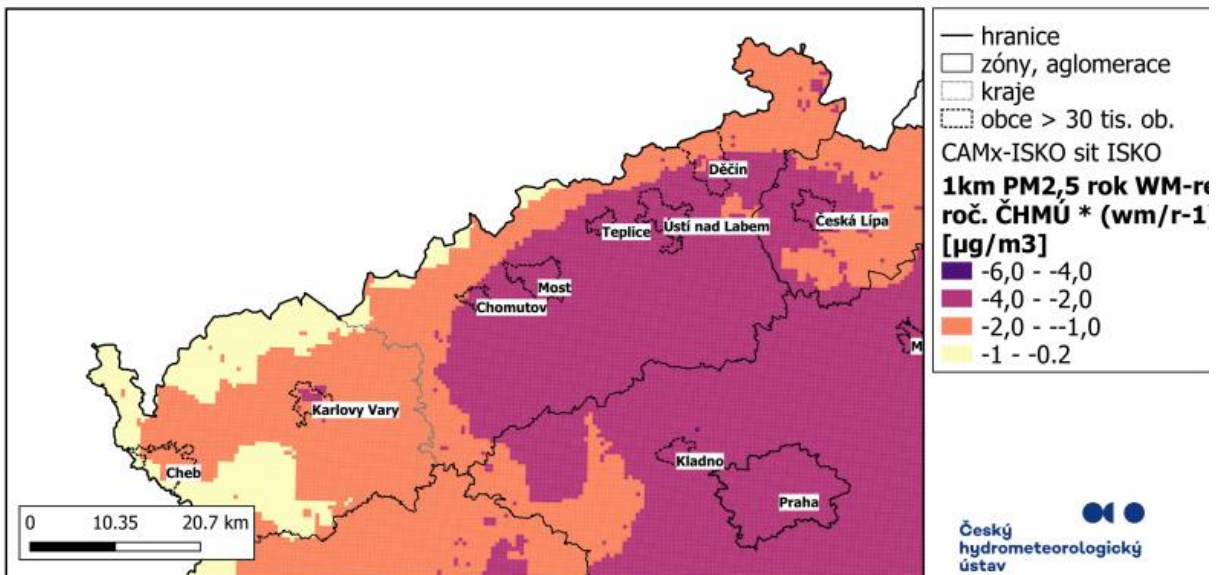 Děčín
Teplice
Ústí nad Labem
Česká Lípa
Most
Chomutov
Karlovy Vary
Cheb
Kladno
Praha
0 10.35 20.7 km
hranice
zóny, aglomerace
kraje
obce > 30 tis. ob.
CAMx-ISKO sit ISKO
1km PM2,5 rok WM-re
roč. ČHMÚ * (wm/r-1)
[µg/m3]
-6,0 - -4,0
-4,0 - -2,0
-2,0 - --1,0
-1 - -0.2
Český
hydrometeorologický
ústav